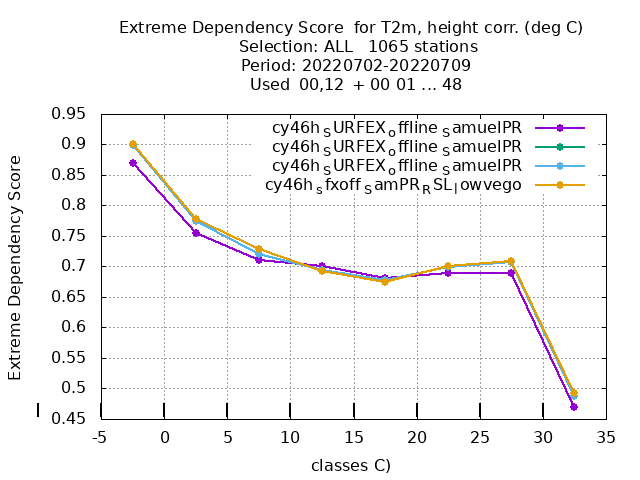 Extreme Dependency Score  for T2m, height corr. (deg C)
Selection: ALL   1065 stations
Period: 20220702-20220709
Used  00,12  + 00 01 ... 48
cy46h_SURFEX_offline_SamuelPR
cy46h_SURFEX_offline_SamuelPR
cy46h_SURFEX_offline_SamuelPR
cy46h_sfxoff_SamPR_RSL_lowvego
Extreme Dependency Score
0.95
0.9
0.85
0.8
0.75
0.7
0.65
0.6
0.55
0.5
0.45
-5 0 5 10 15 20 25 30 35
classes C)